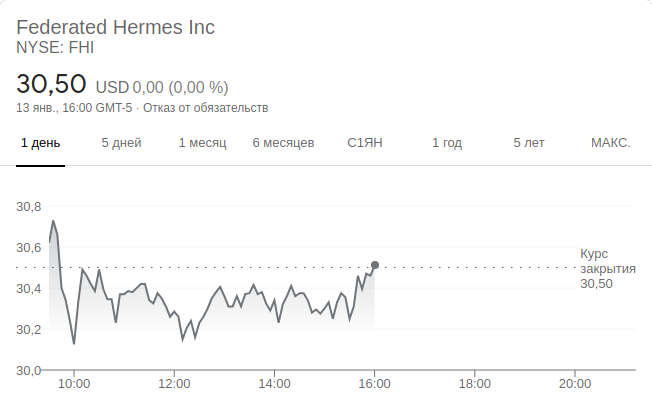 Federated Hermes Inc
NYSE: FHI
30,50 USD 0,00 (0,00 %)
13 янв., 16:00 GMT-5 · Отказ от обязательств
1 день 5 дней 1 месяц 6 месяцев С1ЯН 1 год 5 лет МАКС.
30,8
30,6
Курс
закрытия
30,50
30,4
30,2
30,0
10:00 12:00 14:00 16:00 18:00 20:00